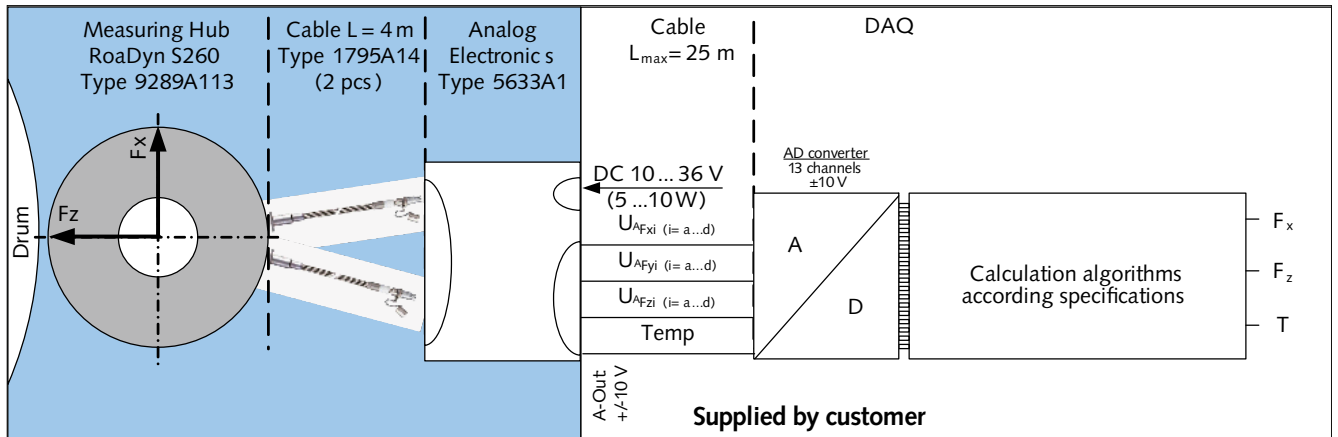 Measuring Hub
RoaDyn S260
Type 9289A113
Cable L = 4 m
Type 1795A14
(2 pcs)
Analog
Electronic s
Type 5633A1
Cable
Lmax= 25 m
DAQ
Drum
Fx
Fz
DC 10 ... 36 V
(5 ...10W)
UAFxi (i= a...d)
UAFyi (i= a...d)
UAFzi (i= a...d)
Temp
A-Out
+/-10 V
AD converter
13 channels
±10 V
A
D
Calculation algorithms
according specifications
Fx
Fz
T
Supplied by customer